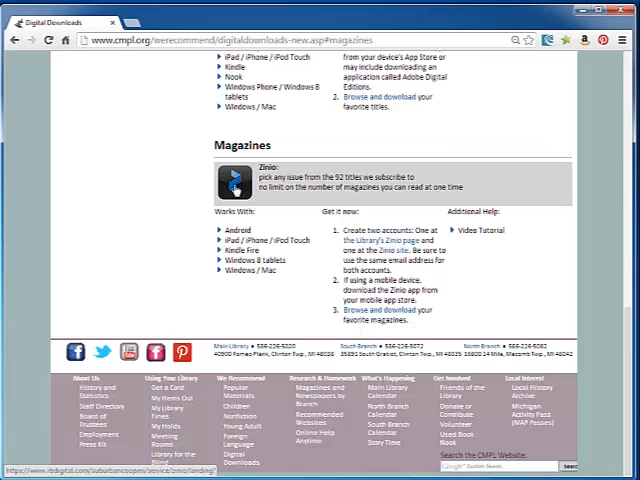 Digital Downloads
www.cmpl.org/werecommend/digitaldownloads-new.asp#magazines
iPad / iPhone / iPod Touch
Kindle
Nook
Windows Phone / Windows 8
tablets
Windows / Mac
from your device's App Store or
may include downloading an
application called Adobe Digital
Editions.
2. Browse and download your
favorite titles.
Magazines
Zinio:
pick any issue from the 92 titles we subscribe to
no limit on the number of magazines you can read at one time
Works With:
Android
iPad / iPhone / iPod Touch
Kindle Fire
Windows 8 tablets
Windows / Mac
Get it now:
1. Create two accounts: One at
the Library's Zinio page and
one at the Zinio site. Be sure to
use the same email address for
both accounts.
2. If using a mobile device,
download the Zinio app from
your mobile app store.
3. Browse and download your
favorite magazines.
Additional Help:
Video Tutorial
Main Library • 586-226-5020
40900 Romeo Plank, Clinton Twp., MI 48038
South Branch • 586-226-5072
35891 South Gratiot, Clinton Twp., MI 48035
North Branch • 586-226-5082
16800 24 Mile, Macomb Twp., MI 48042
About Us
History and
Statistics
Staff Directory
Board of
Trustees
Employment
Press Kit
Using Your Library
Get a Card
My Items Out
My Library
Fines
My Holds
Meeting
Rooms
Library for the
Blind
We Recommend
Popular
Materials
Children
Nonfiction
Young Adult
Foreign
Language
Digital
Downloads
Research & Homework
Magazines and
Newspapers by
Branch
Recommended
Websites
Online Help
Anytime
What's Happening
Main Library
Calendar
North Branch
Calendar
South Branch
Calendar
Story Time
Get Involved
Friends of the
Library
Donate or
Contribute
Volunteer
Used Book
Nook
Local Interest
Local History
Archive
Michigan
Activity Pass
(MAP Passes)
Search the CMPL Website:
Google™ Custom Search
Searc
https://www.rbdigital.com/suburbancoopmi/service/zinio/landing?